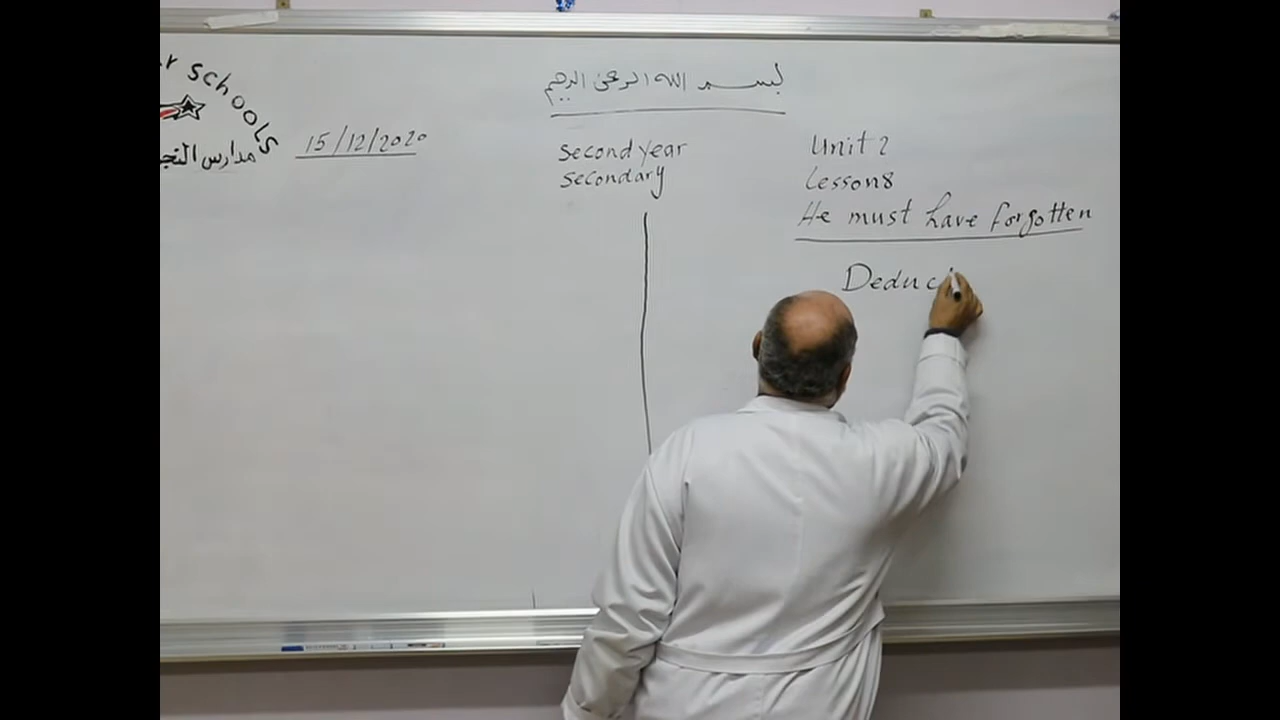 بسم الله الرحمن الرحيم
schools
مدارس
15/12/2020
Second year
secondary
Unit 2
Lesson 8
He must have forgotten
Deduc